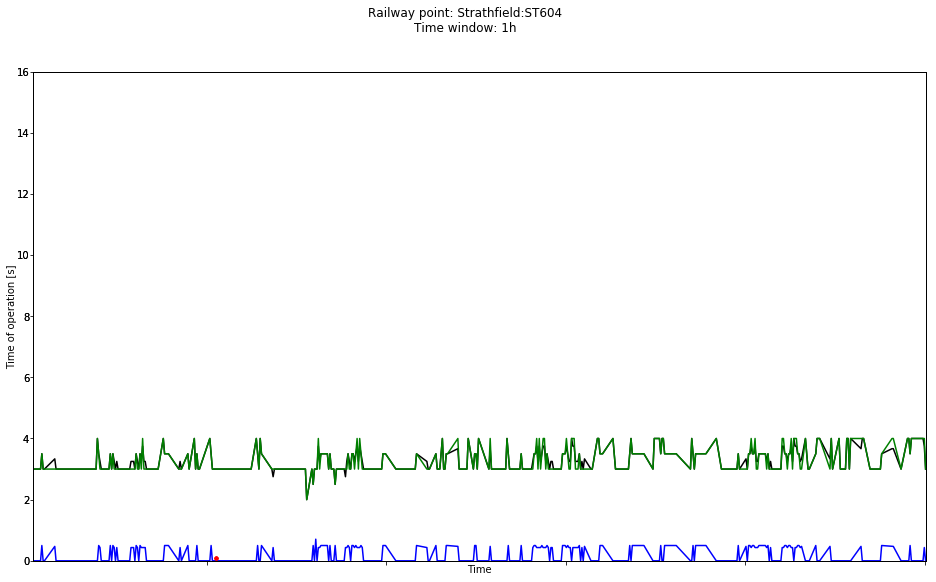 Railway point: Strathfield:ST604
Time window: 1h
16
14
12
10
8
6
4
2
0
Time of operation [s]
Time